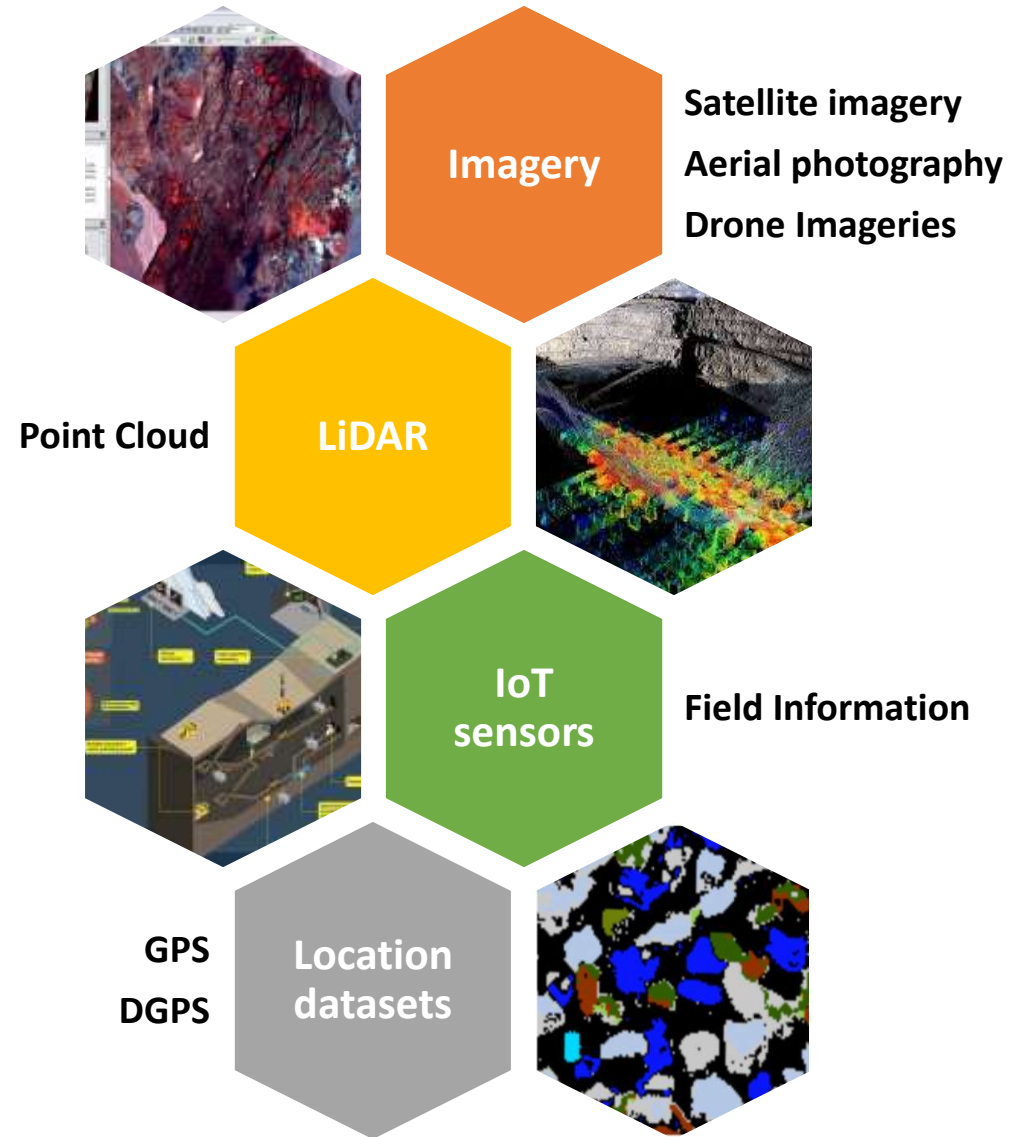 Imagery
Satellite imagery
Aerial photography
Drone Imageries
Point Cloud
LiDAR
IoT
sensors
Field Information
GPS
DGPS
Location
datasets